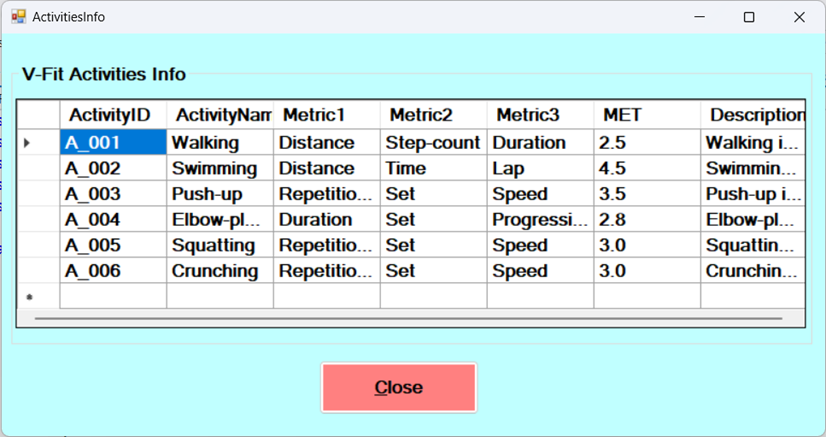 ActivitiesInfo
V-Fit Activities Info
ActivityID ActivityNam Metric1 Metric2 Metric3 MET Description
A_001 Walking Distance Step-count Duration 2.5 Walking i...
A_002 Swimming Distance Time Lap 4.5 Swimmin...
A_003 Push-up Repetitio... Set Speed 3.5 Push-up i...
A_004 Elbow-pl... Duration Set Progressi... 2.8 Elbow-pl...
A_005 Squatting Repetitio... Set Speed 3.0 Squattin...
A_006 Crunching Repetitio... Set Speed 3.0 Crunchin...
Close